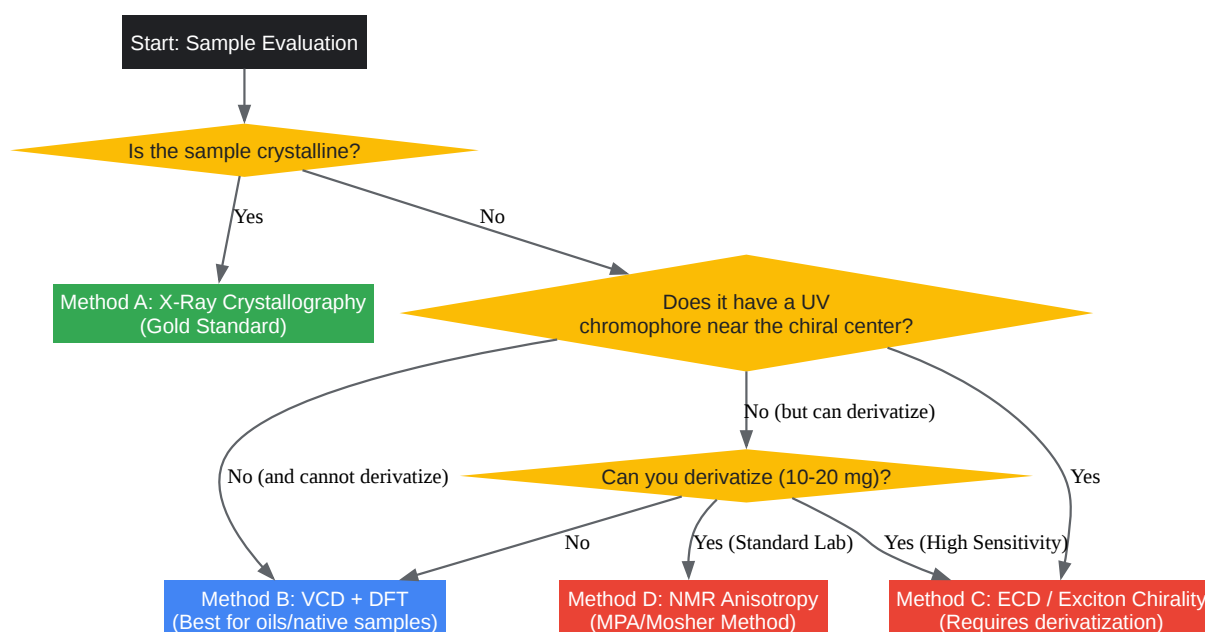 Start: Sample Evaluation
Is the sample crystalline?
Yes
No
Method A: X-Ray Crystallography
(Gold Standard)
Does it have a UV
chromophore near the chiral center?
No (but can derivatize)
No (and cannot derivatize)
Can you derivatize (10-20 mg)?
Yes
No
Yes (Standard Lab)
Yes (High Sensitivity)
Method B: VCD + DFT
(Best for oils/native samples)
Method D: NMR Anisotropy
(MPA/Mosher Method)
Method C: ECD / Exciton Chirality
(Requires derivatization)